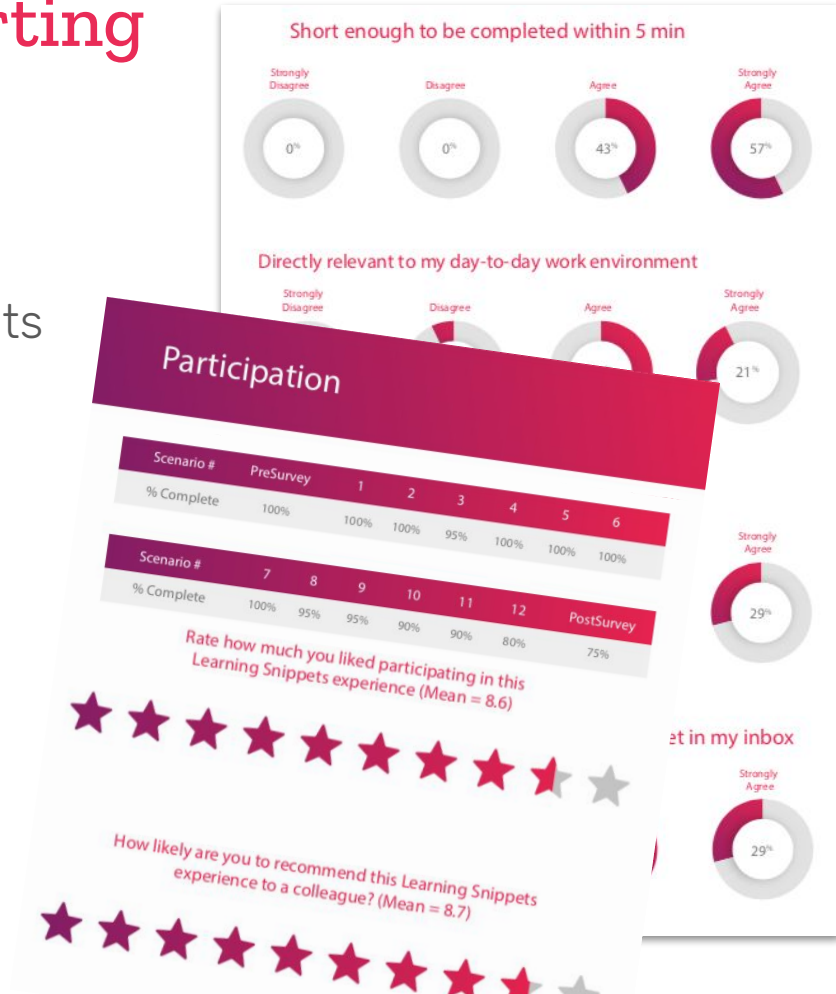 rting
ts
Short enough to be completed within 5 min
Strongly Disagree
Disagree
Agree
Strongly Agree
0%
0%
43%
57%
Directly relevant to my day-to-day work environment
Strongly Disagree
Disagree
Agree
Strongly Agree
21%
Strongly Agree
29%
et in my inbox
Strongly Agree
29%
Participation
Scenario # PreSurvey 1 2 3 4 5 6
% Complete 100% 100% 100% 95% 100% 100% 100%
Scenario # 7 8 9 10 11 12 PostSurvey
% Complete 100% 95% 95% 90% 90% 80% 75%
Rate how much you liked participating in this
Learning Snippets experience (Mean = 8.6)
How likely are you to recommend this Learning Snippets
experience to a colleague? (Mean = 8.7)